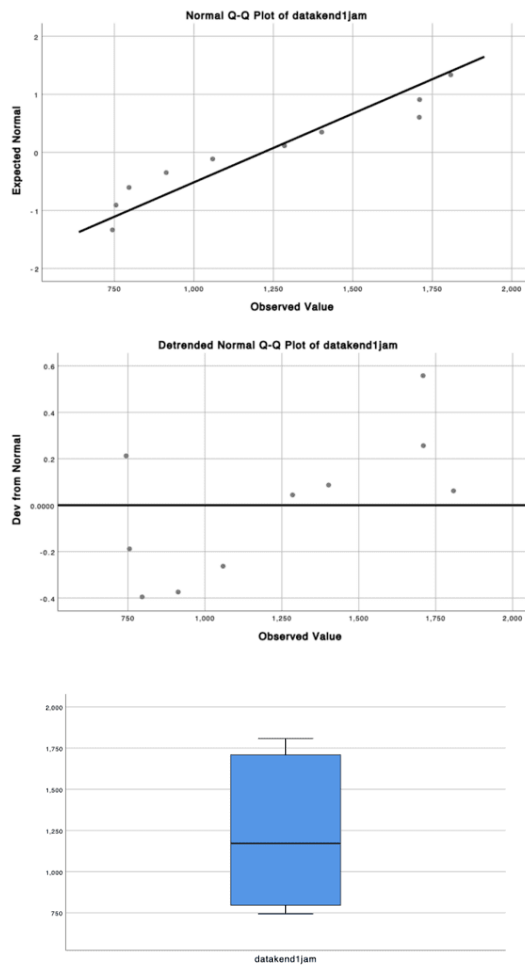 Normal Q-Q Plot of datakend1jam
2
1
0
-1
-2
Expected Normal
750 1,000 1,250 1,500 1,750 2,000
Observed Value
Detrended Normal Q-Q Plot of datakend1jam
0.6
0.4
0.2
0.0000
-0.2
-0.4
Dev from Normal
750 1,000 1,250 1,500 1,750 2,000
Observed Value
2,000
1,750
1,500
1,250
1,000
750
datakend1jam